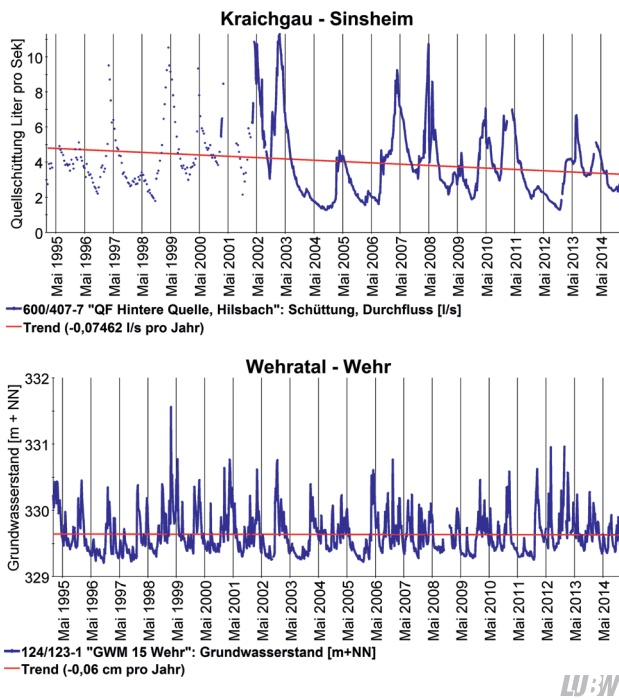 Kraichgau - Sinsheim
Quellschüttung Liter pro Sek]
10
8
6
4
2
0
Mai 1995
Mai 1996
Mai 1997
Mai 1998
Mai 1999
Mai 2000
Mai 2001
Mai 2002
Mai 2003
Mai 2004
Mai 2005
Mai 2006
Mai 2007
Mai 2008
Mai 2009
Mai 2010
Mai 2011
Mai 2012
Mai 2013
Mai 2014
600/407-7 "QF Hintere Quelle, Hilsbach": Schüttung, Durchfluss [l/s]
Trend (-0,07462 l/s pro Jahr)
Wehratal - Wehr
Grundwasserstand [m + NN]
332
331
330
329
Mai 1995
Mai 1996
Mai 1997
Mai 1998
Mai 1999
Mai 2000
Mai 2001
Mai 2002
Mai 2003
Mai 2004
Mai 2005
Mai 2006
Mai 2007
Mai 2008
Mai 2009
Mai 2010
Mai 2011
Mai 2012
Mai 2013
Mai 2014
124/123-1 "GWM 15 Wehr": Grundwasserstand [m+NN]
Trend (-0,06 cm pro Jahr)
LUBW